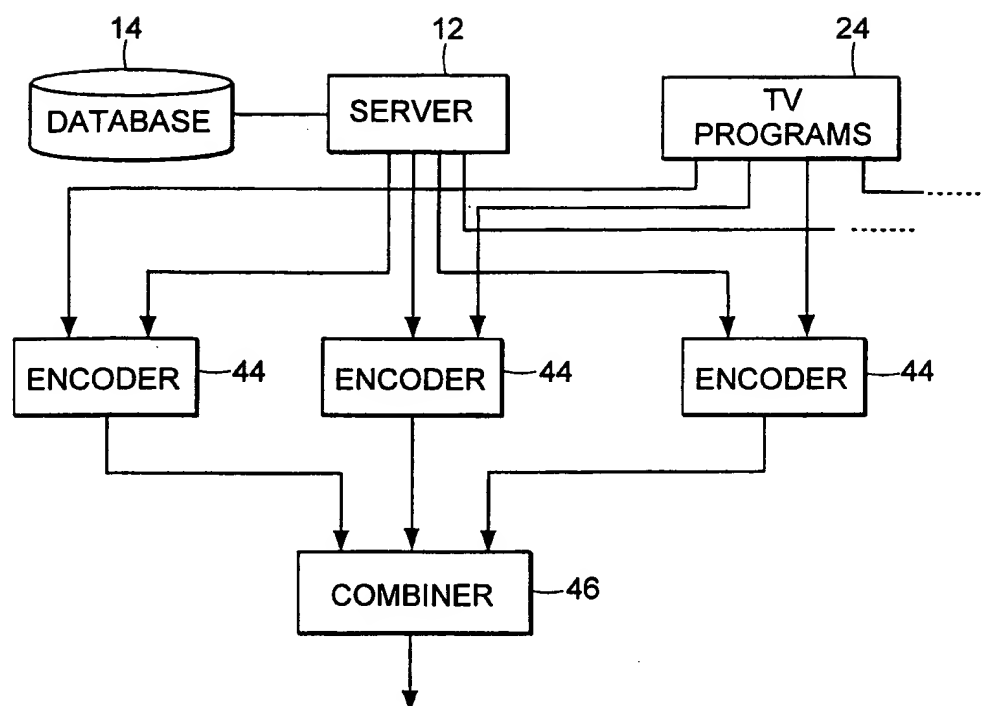 14
12
24
DATABASE
SERVER
TV
PROGRAMS
ENCODER
44
ENCODER
44
ENCODER
44
COMBINER
46